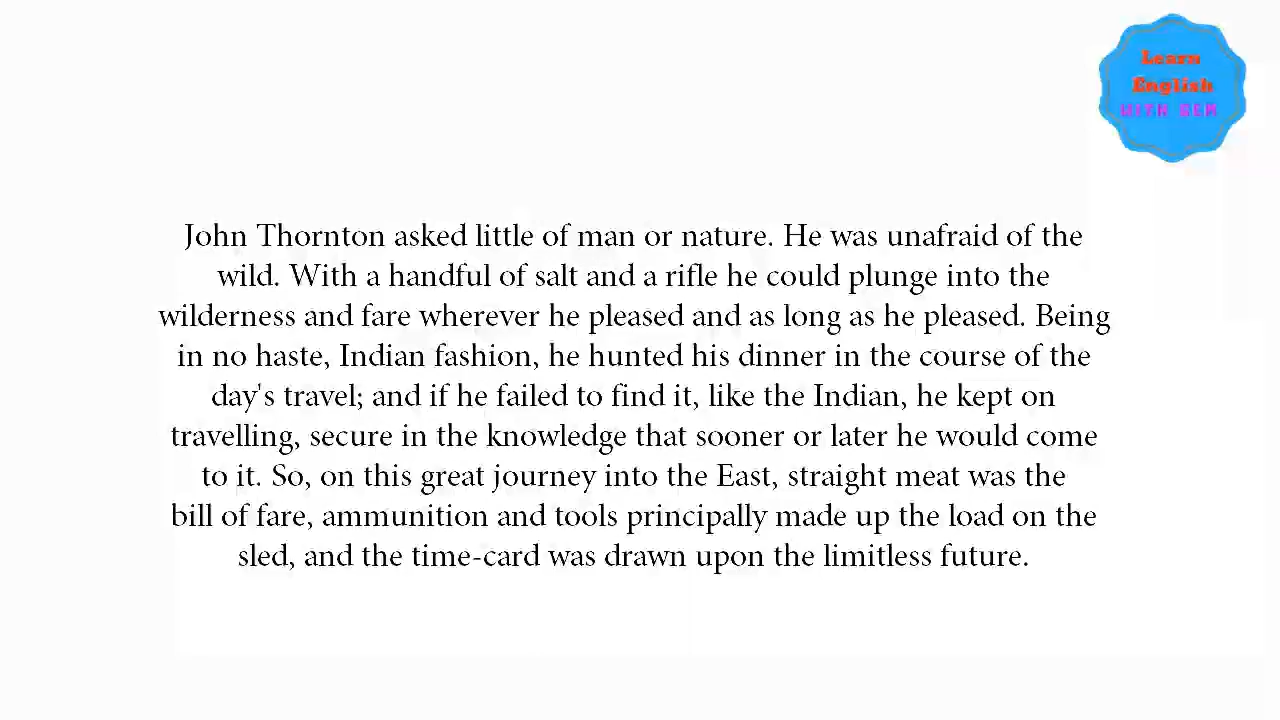 Learn
English
WITH BEN
John Thornton asked little of man or nature. He was unafraid of the
wild. With a handful of salt and a rifle he could plunge into the
wilderness and fare wherever he pleased and as long as he pleased. Being
in no haste, Indian fashion, he hunted his dinner in the course of the
day's travel; and if he failed to find it, like the Indian, he kept on
travelling, secure in the knowledge that sooner or later he would come
to it. So, on this great journey into the East, straight meat was the
bill of fare, ammunition and tools principally made up the load on the
sled, and the time-card was drawn upon the limitless future.